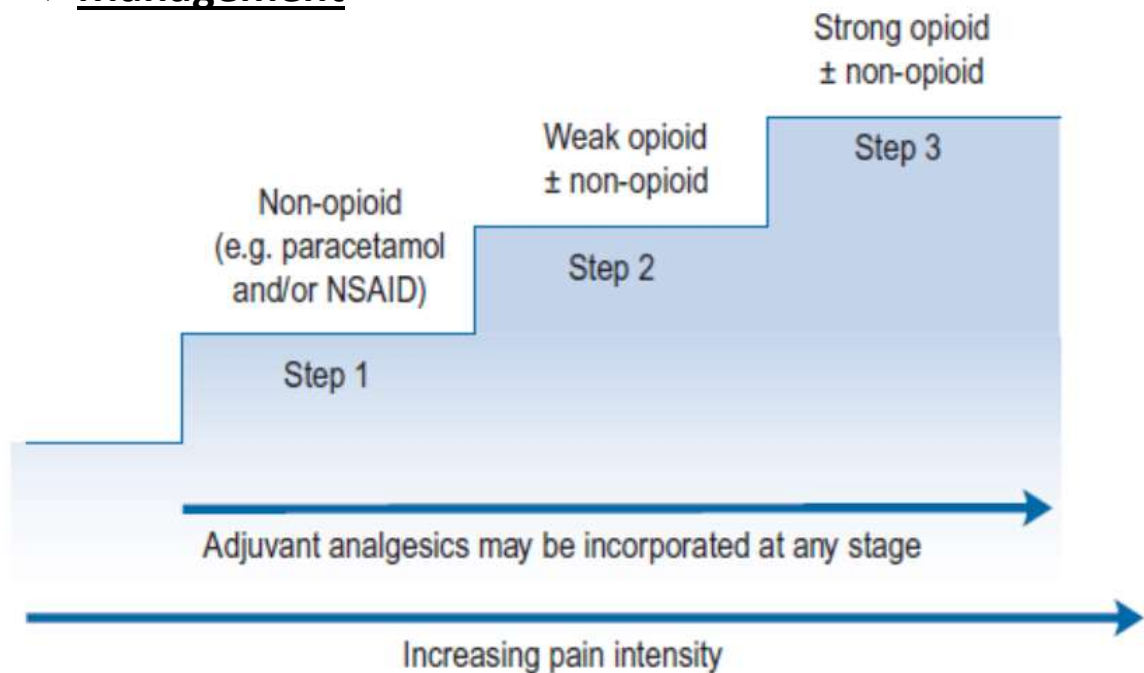 management
Strong opioid
± non-opioid
Weak opioid
± non-opioid
Step 3
Non-opioid
(e.g. paracetamol
and/or NSAID)
Step 2
Step 1
Adjuvant analgesics may be incorporated at any stage
Increasing pain intensity